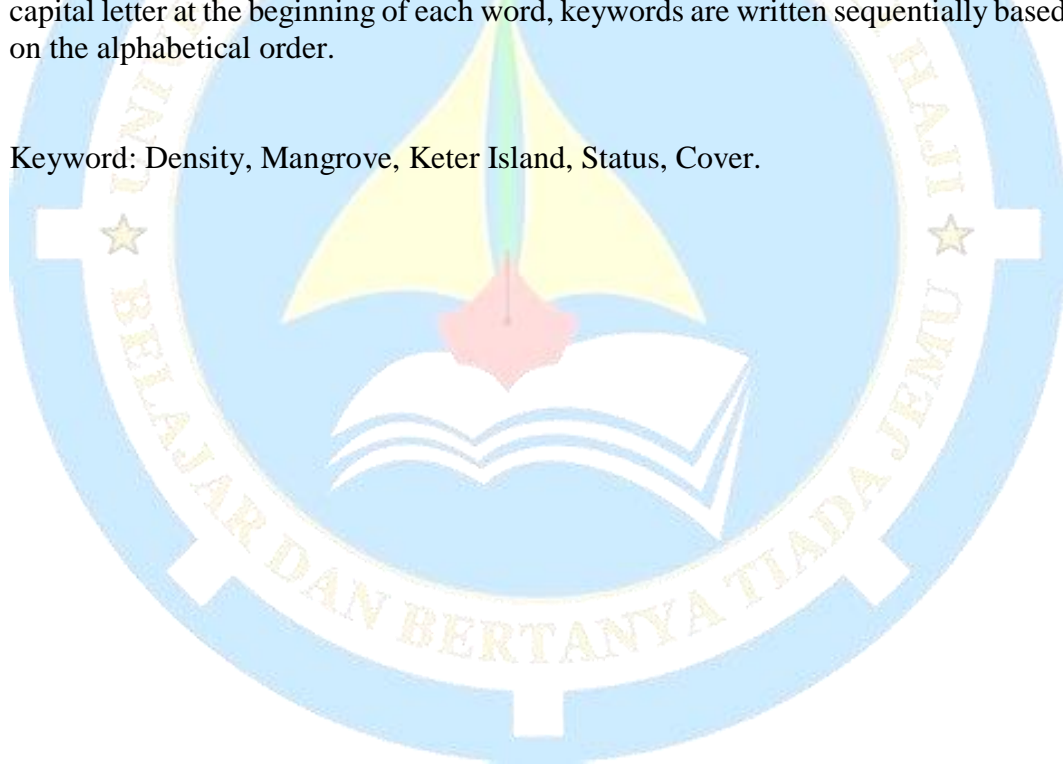 capital letter at the beginning of each word, keywords are written sequentially based
on the alphabetical order.
Keyword: Density, Mangrove, Keter Island, Status, Cover.
HAJI
BELAJAR DAN BERTANYA TIADA JEMU